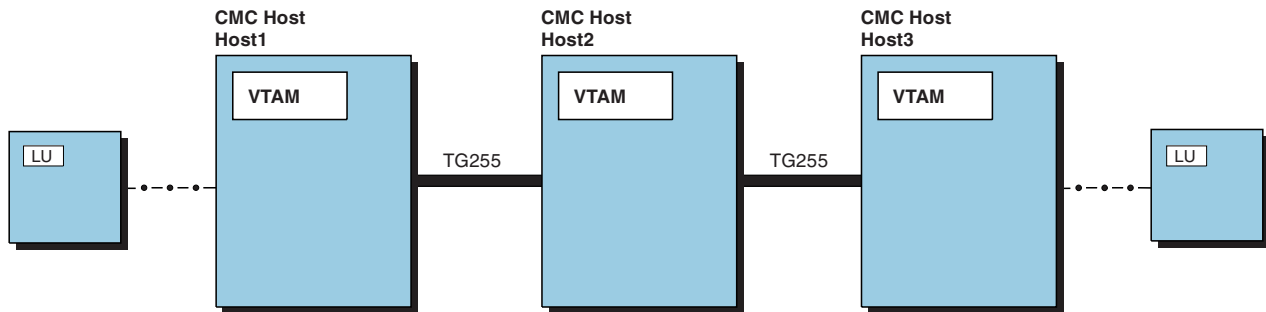 CMC Host
Host1
CMC Host
Host2
CMC Host
Host3
VTAM
VTAM
VTAM
LU
TG255
TG255
LU